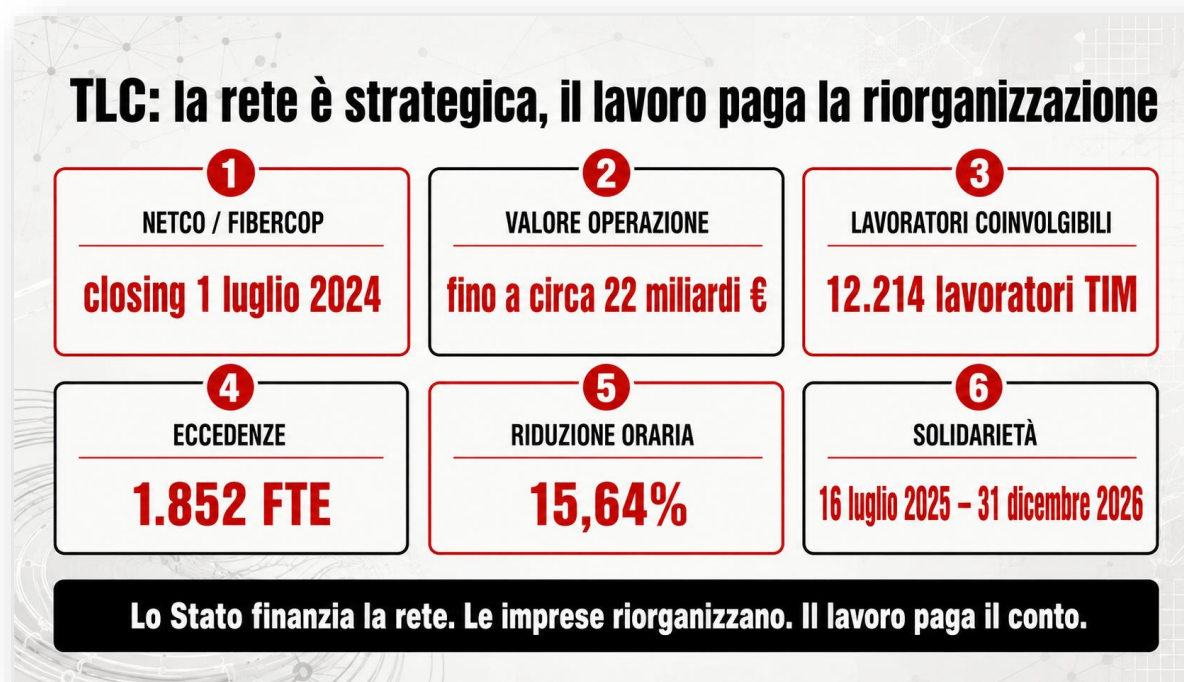 TLC: la rete è strategica, il lavoro paga la riorganizzazione
1
NETCO / FIBERCOP
closing 1 luglio 2024
2
VALORE OPERAZIONE
fino a circa 22 miliardi €
3
LAVORATORI COINVOLGIBILI
12.214 lavoratori TIM
4
ECCEDENZE
1.852 FTE
5
RIDUZIONE ORARIA
15,64%
6
SOLIDARIETÀ
16 luglio 2025 – 31 dicembre 2026
Lo Stato finanzia la rete. Le imprese riorganizzano. Il lavoro paga il conto.